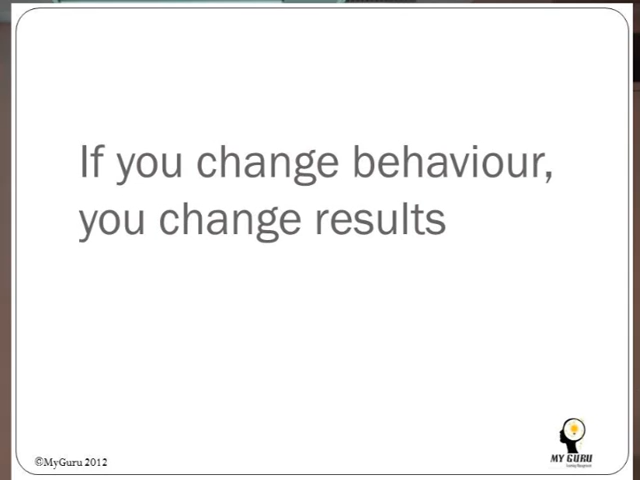 If you change behaviour,
you change results
©MyGuru 2012
MY GURU